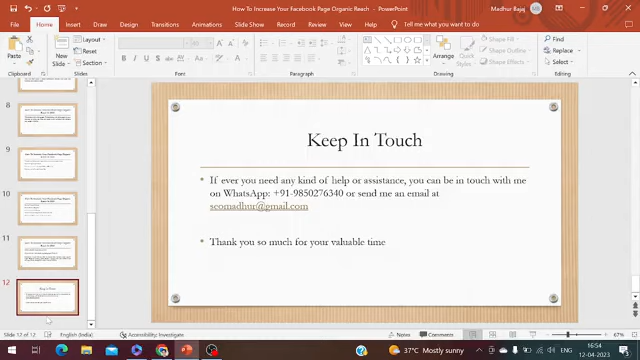 How To Increase Your Facebook Page Organic Reach - PowerPoint
Madhur Bajaj
MB
File Home Insert Design Transitions Animations Slide Show Record Review View Help Tell me what you want to do
Paste
New Slide
Layout
Reset
Section
Arrange
Quick Styles
Shape Fill
Shape Outline
Shape Effects
Find
Replace
Select
Clipboard
Slides
Font
Paragraph
Drawing
Editing
8
9
10
11
12
Keep In Touch
If ever you need any kind of help or assistance, you can be in touch with me
on WhatsApp: +91-9850276340 or send me an email at
seomadhur@gmail.com
Thank you so much for your valuable time
Slide 12 of 12 English (India) Accessibility: Investigate Notes Comments 67%
37°C Mostly sunny ENG 16:54
12-04-2023